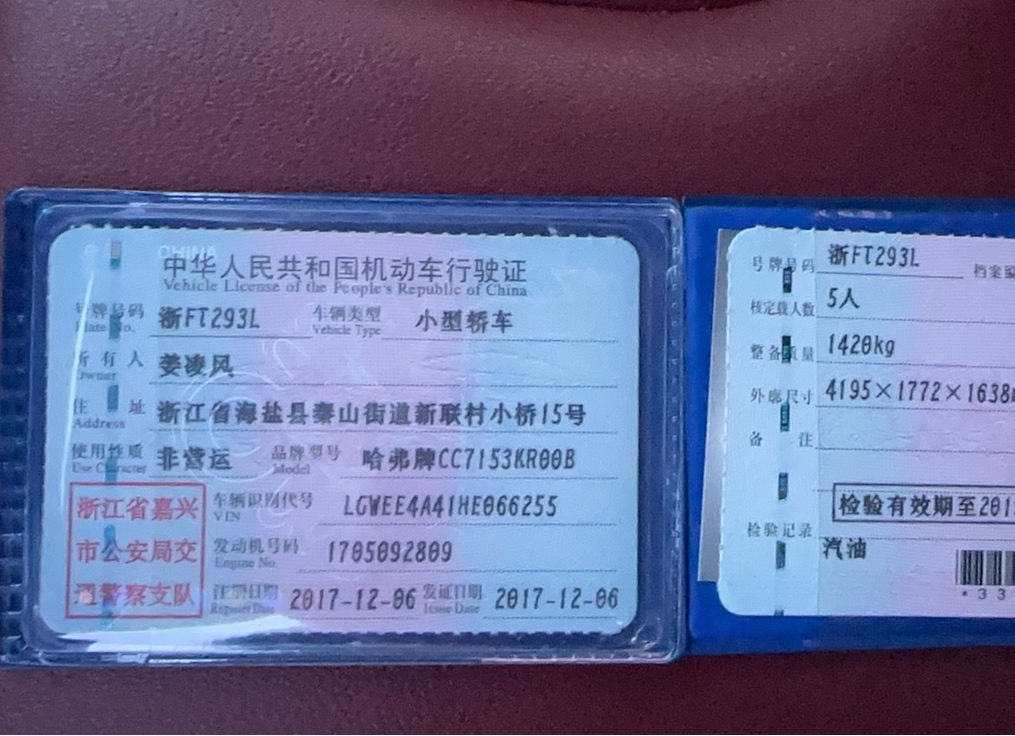 CHINA
中华人民共和国机动车行驶证
Vehicle License of the People's Republic of China
号牌号码 浙FT293L 车辆类型 小型轿车
Plate No. Vehicle Type
所有人 姜凌风
Owner
住址 浙江省海盐县秦山街道新联村小桥15号
Address
使用性质 非营运 品牌型号 哈弗牌CC7153KR00B
Use Character Model
浙江省嘉兴
市公安局交
通警察支队
车辆识别代号 LGWEE4A41HE066255
VIN
发动机号码 1705092809
Engine No.
注册日期 2017-12-06 发证日期 2017-12-06
Register Date Issue Date
号牌号码 浙FT293L 档案编
核定载人数 5人
整备质量 1420kg
外廓尺寸 4195×1772×1638
备注
检验有效期至201
检验记录
汽油
*33